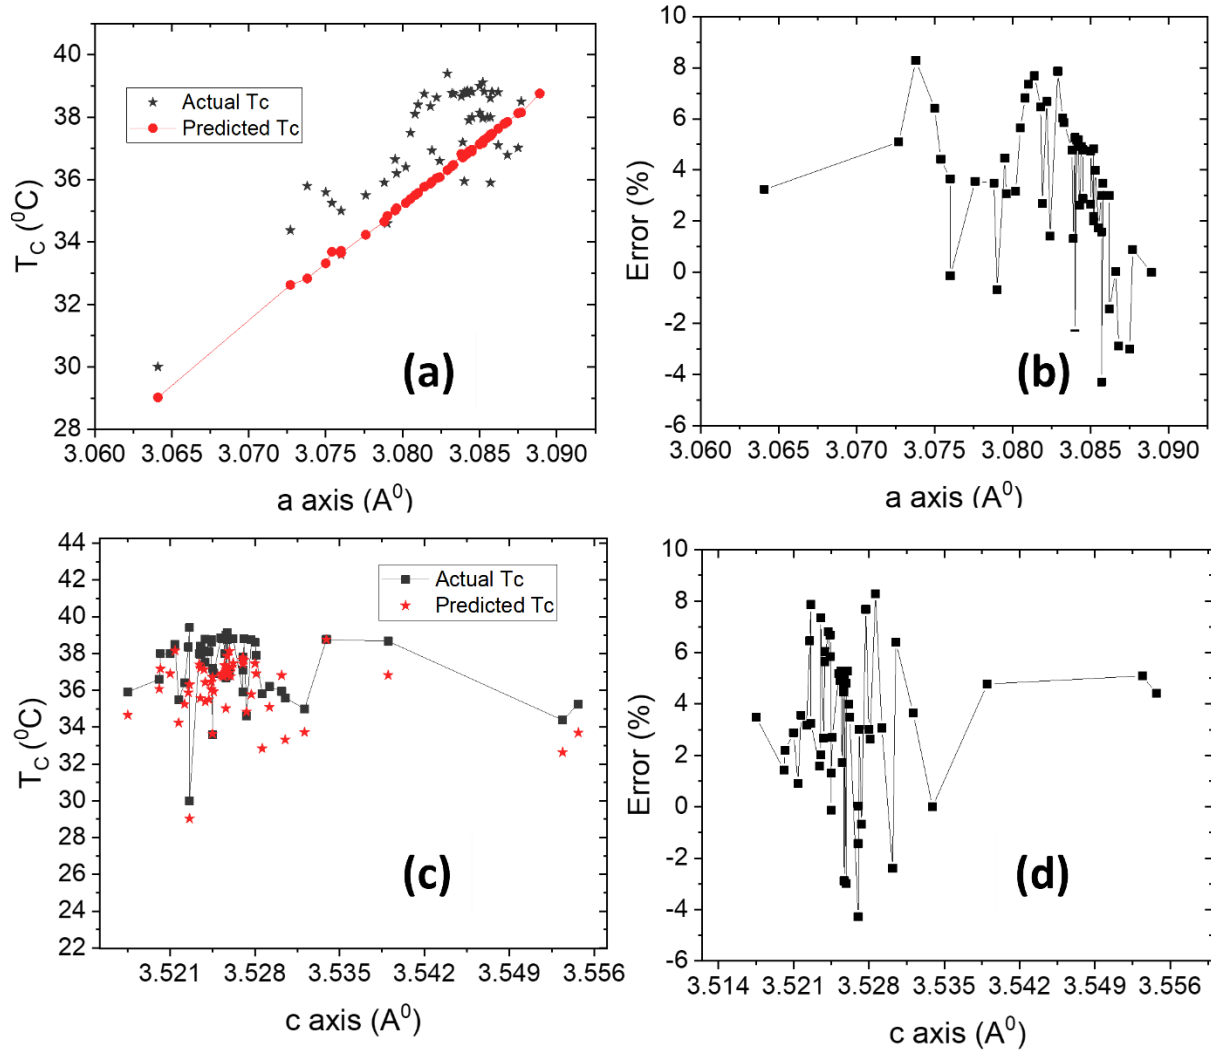 40
38
36
34
32
30
28
T_C (⁰C)
Actual Tc
Predicted Tc
(a)
3.060 3.065 3.070 3.075 3.080 3.085 3.090
a axis (A⁰)
10
8
6
4
2
0
-2
-4
-6
Error (%)
(b)
3.060 3.065 3.070 3.075 3.080 3.085 3.090
a axis (A⁰)
44
42
40
38
36
34
32
30
28
26
24
22
T_C (⁰C)
Actual Tc
Predicted Tc
(c)
3.521 3.528 3.535 3.542 3.549 3.556
c axis (A⁰)
10
8
6
4
2
0
-2
-4
-6
Error (%)
(d)
3.514 3.521 3.528 3.535 3.542 3.549 3.556
c axis (A⁰)